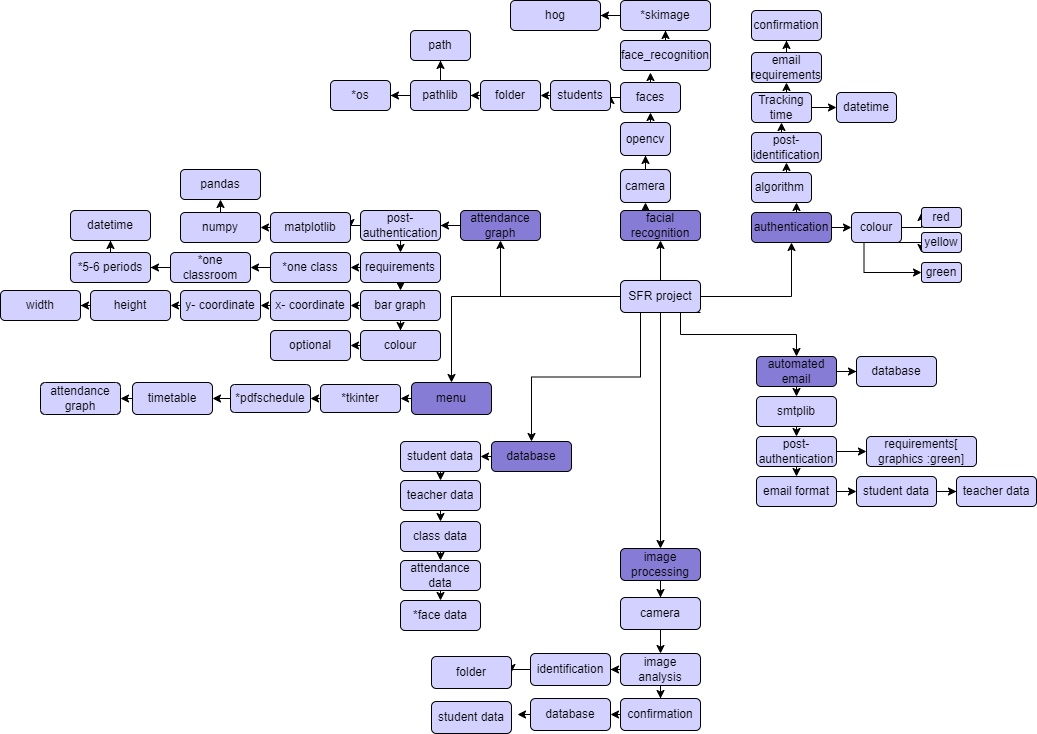 hog
*skimage
confirmation
path
face_recognition
email
requirements
*os
pathlib
folder
students
faces
Tracking
time
datetime
opencv
post-
identification
pandas
camera
algorithm
datetime
numpy
matplotlib
post-
authentication
attendance
graph
facial
recognition
authentication
colour
red
yellow
green
*5-6 periods
*one
classroom
*one class
requirements
width
height
y- coordinate
x- coordinate
bar graph
SFR project
optional
colour
automated
email
database
attendance
graph
timetable
*pdfschedule
*tkinter
menu
smtplib
student data
database
post-
authentication
requirements[
graphics :green]
teacher data
email format
student data
teacher data
class data
attendance
data
image
processing
*face data
camera
folder
identification
image
analysis
student data
database
confirmation